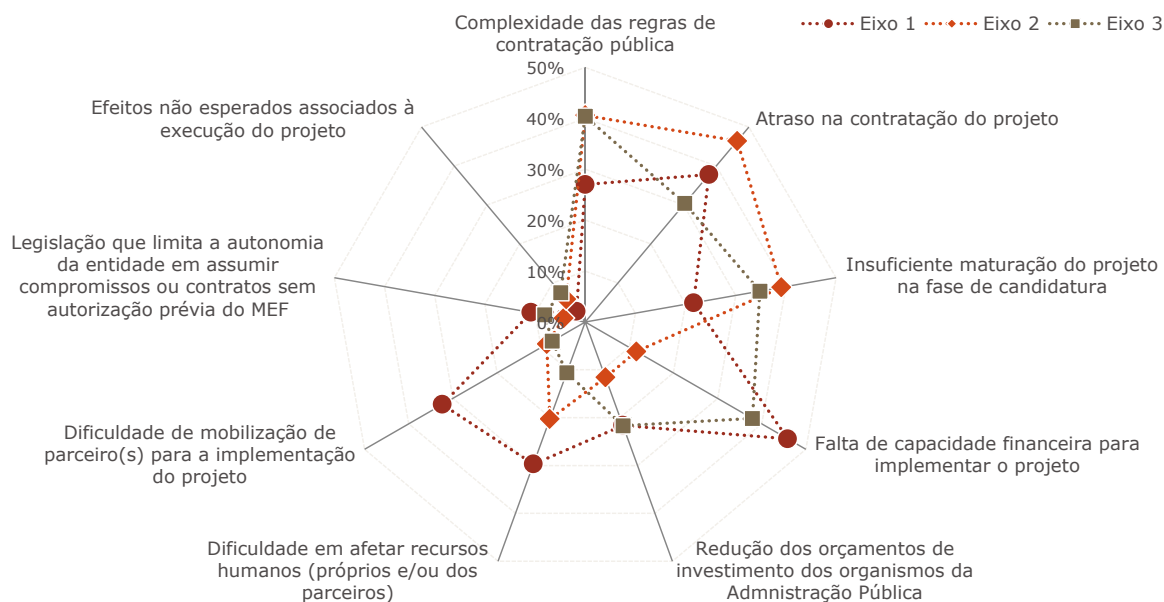 Complexidade das regras de
contratação pública
Eixo 1
Eixo 2
Eixo 3
50%
40%
30%
20%
10%
0%
Atraso na contratação do projeto
Insuficiente maturação do projeto
na fase de candidatura
Falta de capacidade financeira para
implementar o projeto
Redução dos orçamentos de
investimento dos organismos da
Admnistração Pública
Dificuldade em afetar recursos
humanos (próprios e/ou dos
parceiros)
Dificuldade de mobilização de
parceiro(s) para a implementação
do projeto
Legislação que limita a autonomia
da entidade em assumir
compromissos ou contratos sem
autorização prévia do MEF
Efeitos não esperados associados à
execução do projeto